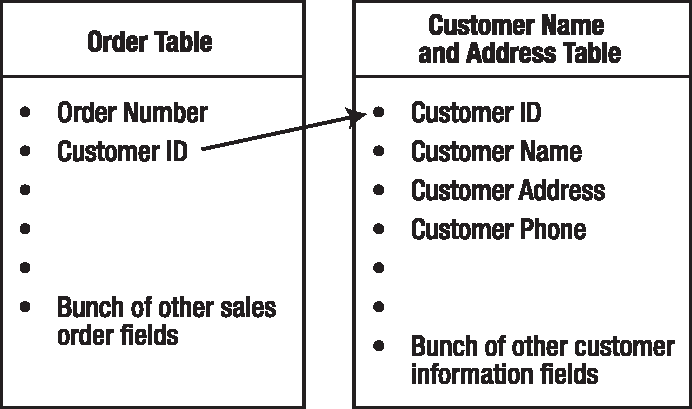 Order Table
• Order Number
• Customer ID
•
•
•
• Bunch of other sales
order fields
Customer Name
and Address Table
• Customer ID
• Customer Name
• Customer Address
• Customer Phone
•
•
• Bunch of other customer
information fields